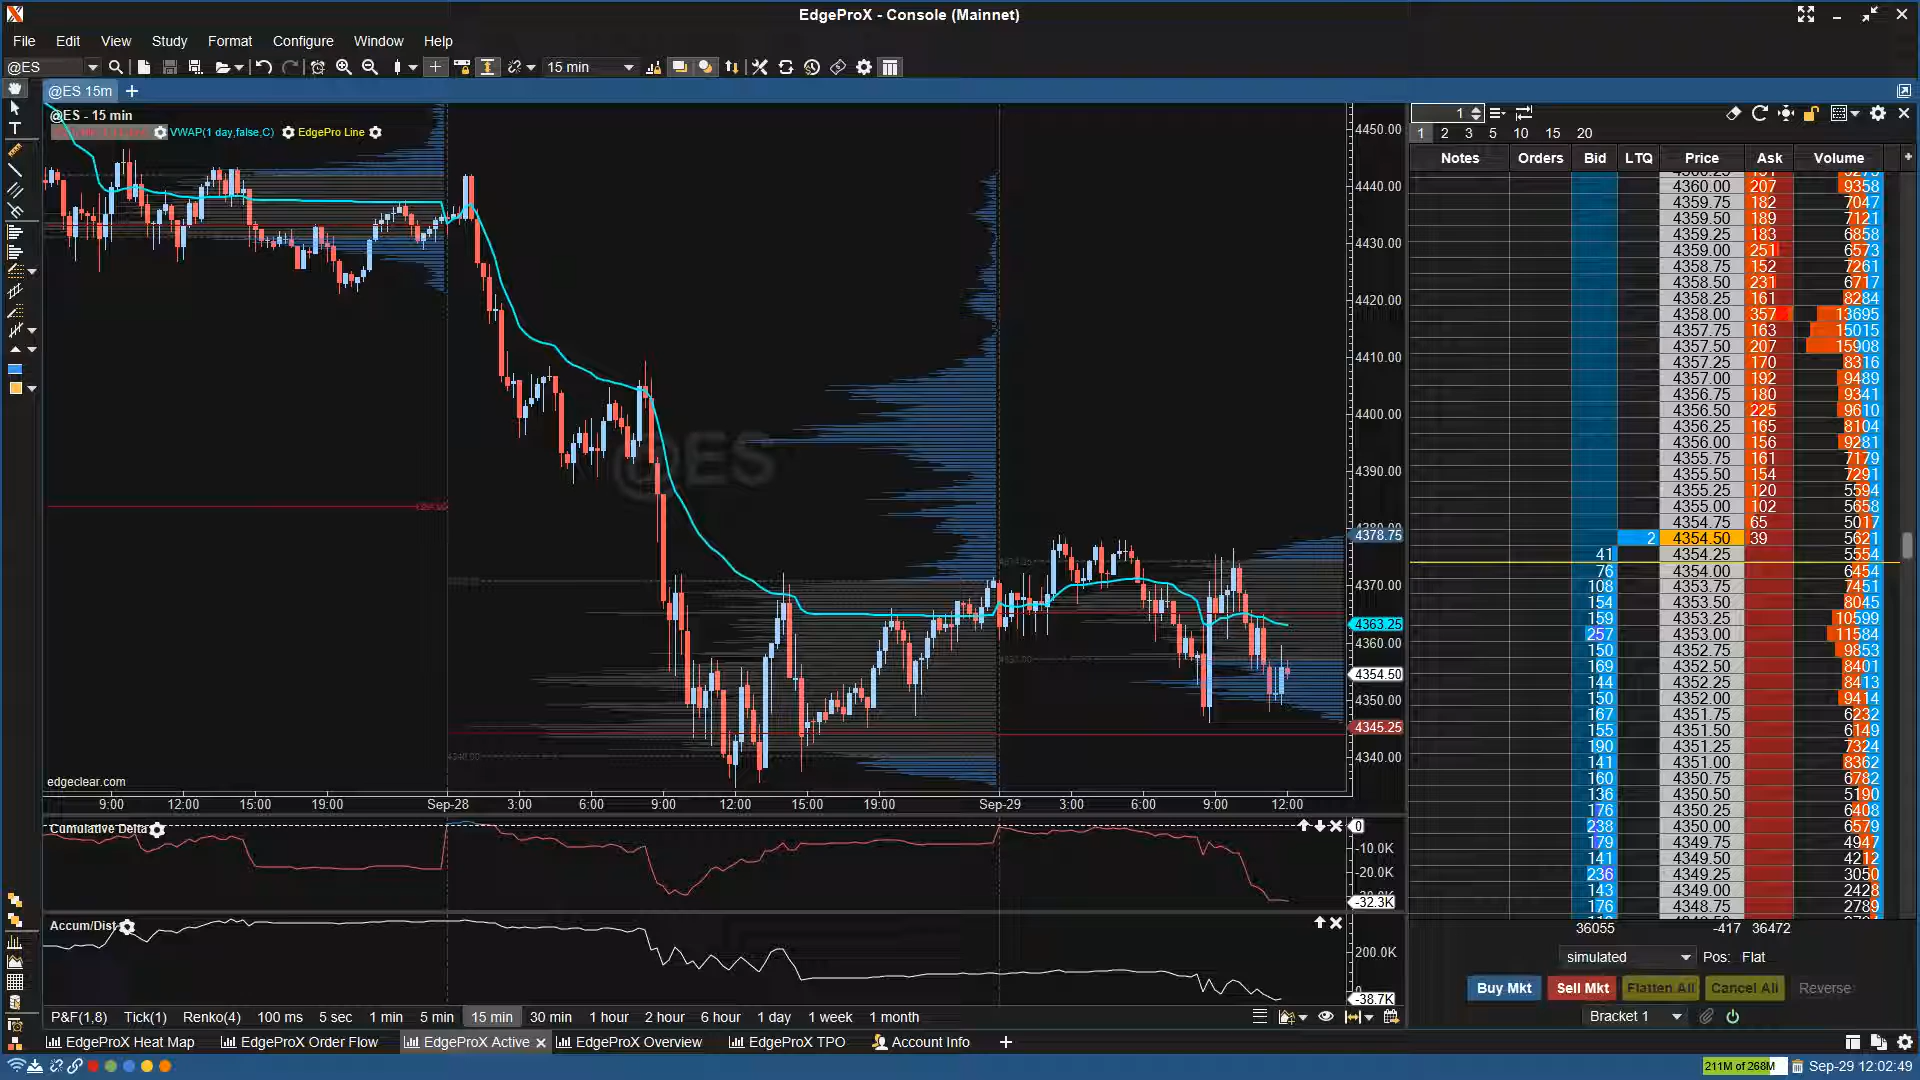 EdgeProX - Console (Mainnet)
File Edit View Study Format Configure Window Help
@ES 15 min
@ES 15m +
@ES - 15 min
VWAP(1 day,false,C) EdgePro Line
@ES
4450.00
4440.00
4430.00
4420.00
4410.00
4400.00
4390.00
4378.75
4370.00
4363.25
4360.00
4354.50
4350.00
4345.25
4340.00
edgeclear.com
9:00 12:00 15:00 19:00 Sep-28 3:00 6:00 9:00 12:00 15:00 19:00 Sep-29 3:00 6:00 9:00 12:00
Cumulative Delta
0
-10.0K
-20.0K
-32.3K
Accum/Dist
200.0K
-38.7K
P&F(1,8) Tick(1) Renko(4) 100 ms 5 sec 1 min 5 min 15 min 30 min 1 hour 2 hour 6 hour 1 day 1 week 1 month
1
1 2 3 5 10 15 20
Notes Orders Bid LTQ Price Ask Volume
4360.00 207 9358
4359.75 182 7047
4359.50 189 7121
4359.25 183 6858
4359.00 251 6573
4358.75 152 7261
4358.50 231 6717
4358.25 161 8284
4358.00 357 13695
4357.75 163 15015
4357.50 207 15908
4357.25 170 8316
4357.00 192 9489
4356.75 180 9341
4356.50 225 9610
4356.25 165 8104
4356.00 156 9281
4355.75 161 7179
4355.50 154 7291
4355.25 120 5594
4355.00 102 5658
4354.75 65 5017
2 4354.50 39 5621
41 4354.25 5554
76 4354.00 6454
108 4353.75 7451
154 4353.50 8045
159 4353.25 10599
257 4353.00 11584
150 4352.75 9853
169 4352.50 8401
144 4352.25 8413
150 4352.00 9414
167 4351.75 6232
155 4351.50 6149
190 4351.25 7324
141 4351.00 8362
160 4350.75 6782
136 4350.50 5190
176 4350.25 6408
238 4350.00 6579
179 4349.75 4947
141 4349.50 4212
236 4349.25 3050
143 4349.00 2428
176 4348.75 2789
36055 -417 36472
simulated Pos: Flat
Buy Mkt Sell Mkt Flatten All Cancel All Reverse
Bracket 1
EdgeProX Heat Map EdgeProX Order Flow EdgeProX Active EdgeProX Overview EdgeProX TPO Account Info +
211M of 268M Sep-29 12:02:49